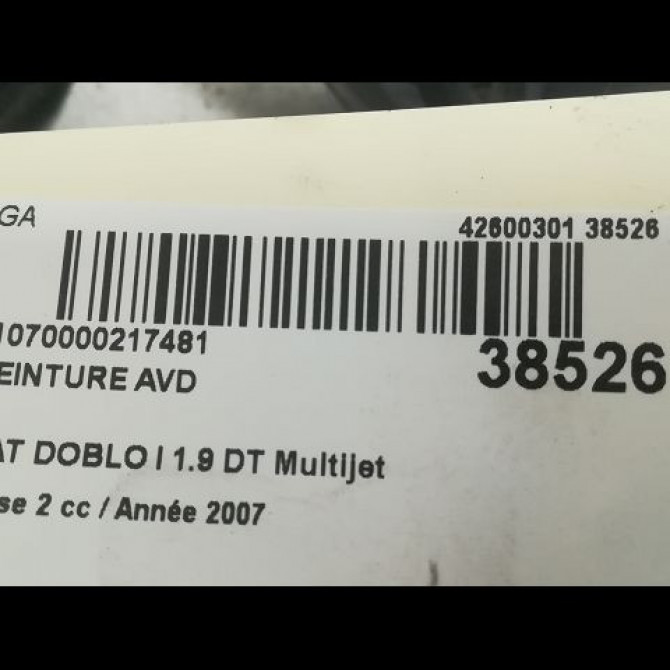 GA
42600301 38526
1070000217481
38526
EINTURE AVD
AT DOBLO I 1.9 DT Multijet
se 2 cc / Année 2007